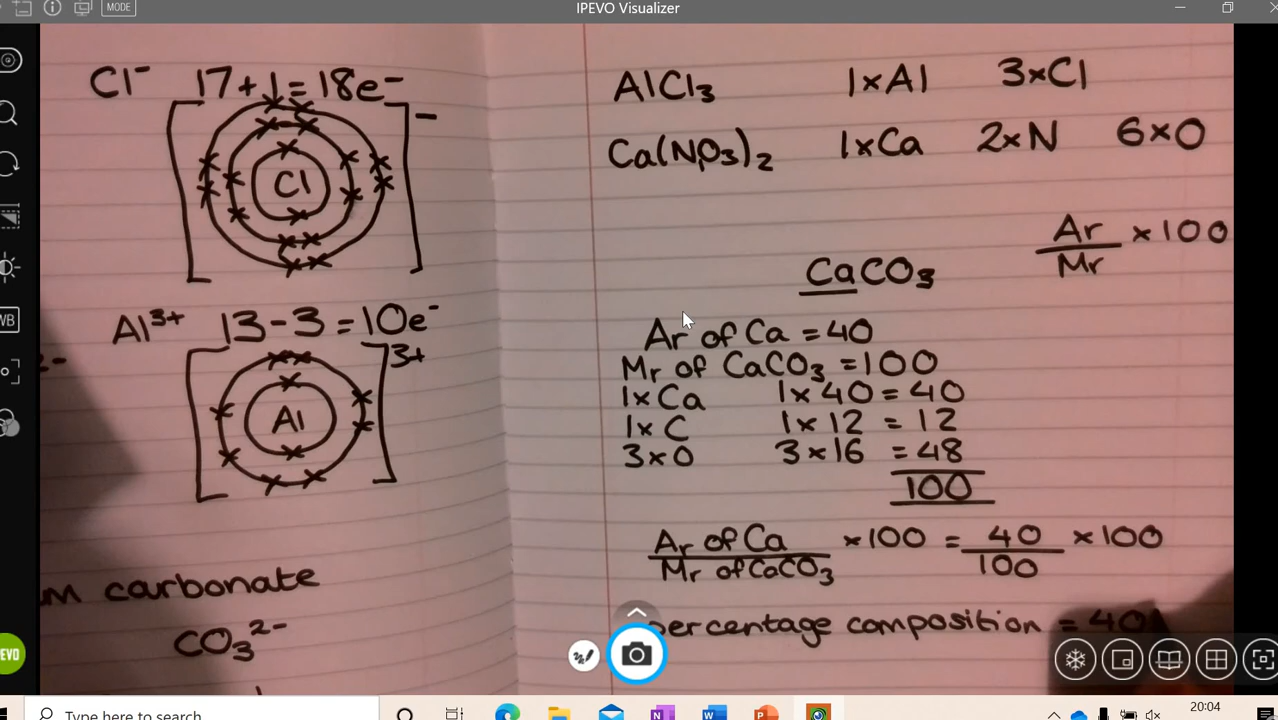 MODE
IPEVO Visualizer
Cl⁻ 17+1=18e⁻
Cl
⁻
Al³⁺ 13-3=10e⁻
3+
Al
2-
m carbonate
CO₃²⁻
AlCl₃ 1×Al 3×Cl
Ca(NO₃)₂ 1×Ca 2×N 6×O
Ar
Mr
×100
CaCO₃
Ar of Ca =40
Mr of CaCO₃ =100
1×Ca 1×40=40
1×C 1×12=12
3×O 3×16=48
100
Ar of Ca ×100 = 40 ×100
Mr of CaCO₃ 100
percentage composition = 40
WB
Type here to search
20:04